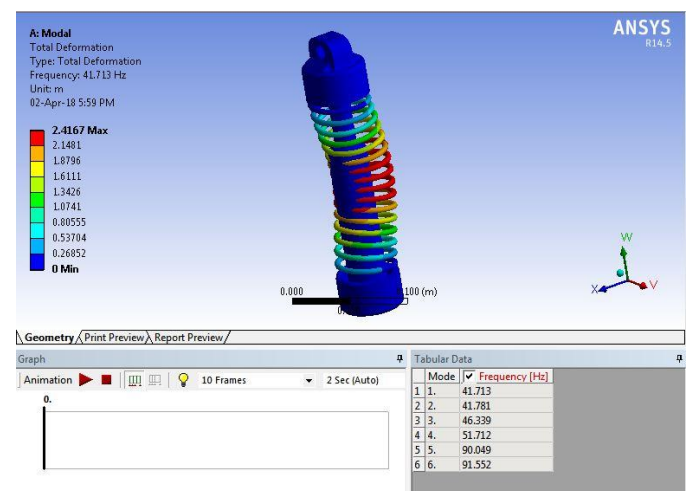 A: Modal
Total Deformation
Type: Total Deformation
Frequency: 41.713 Hz
Unit: m
02-Apr-18 5:59 PM
ANSYS
R14.5
2.4167 Max
2.1481
1.8796
1.6111
1.3426
1.0741
0.80555
0.53704
0.26852
0 Min
0.000
100 (m)
W
X
V
Geometry Print Preview Report Preview
Graph
Animation 10 Frames 2 Sec (Auto)
0.
Tabular Data
Mode Frequency [Hz]
1 1. 41.713
2 2. 41.781
3 3. 46.339
4 4. 51.712
5 5. 90.049
6 6. 91.552